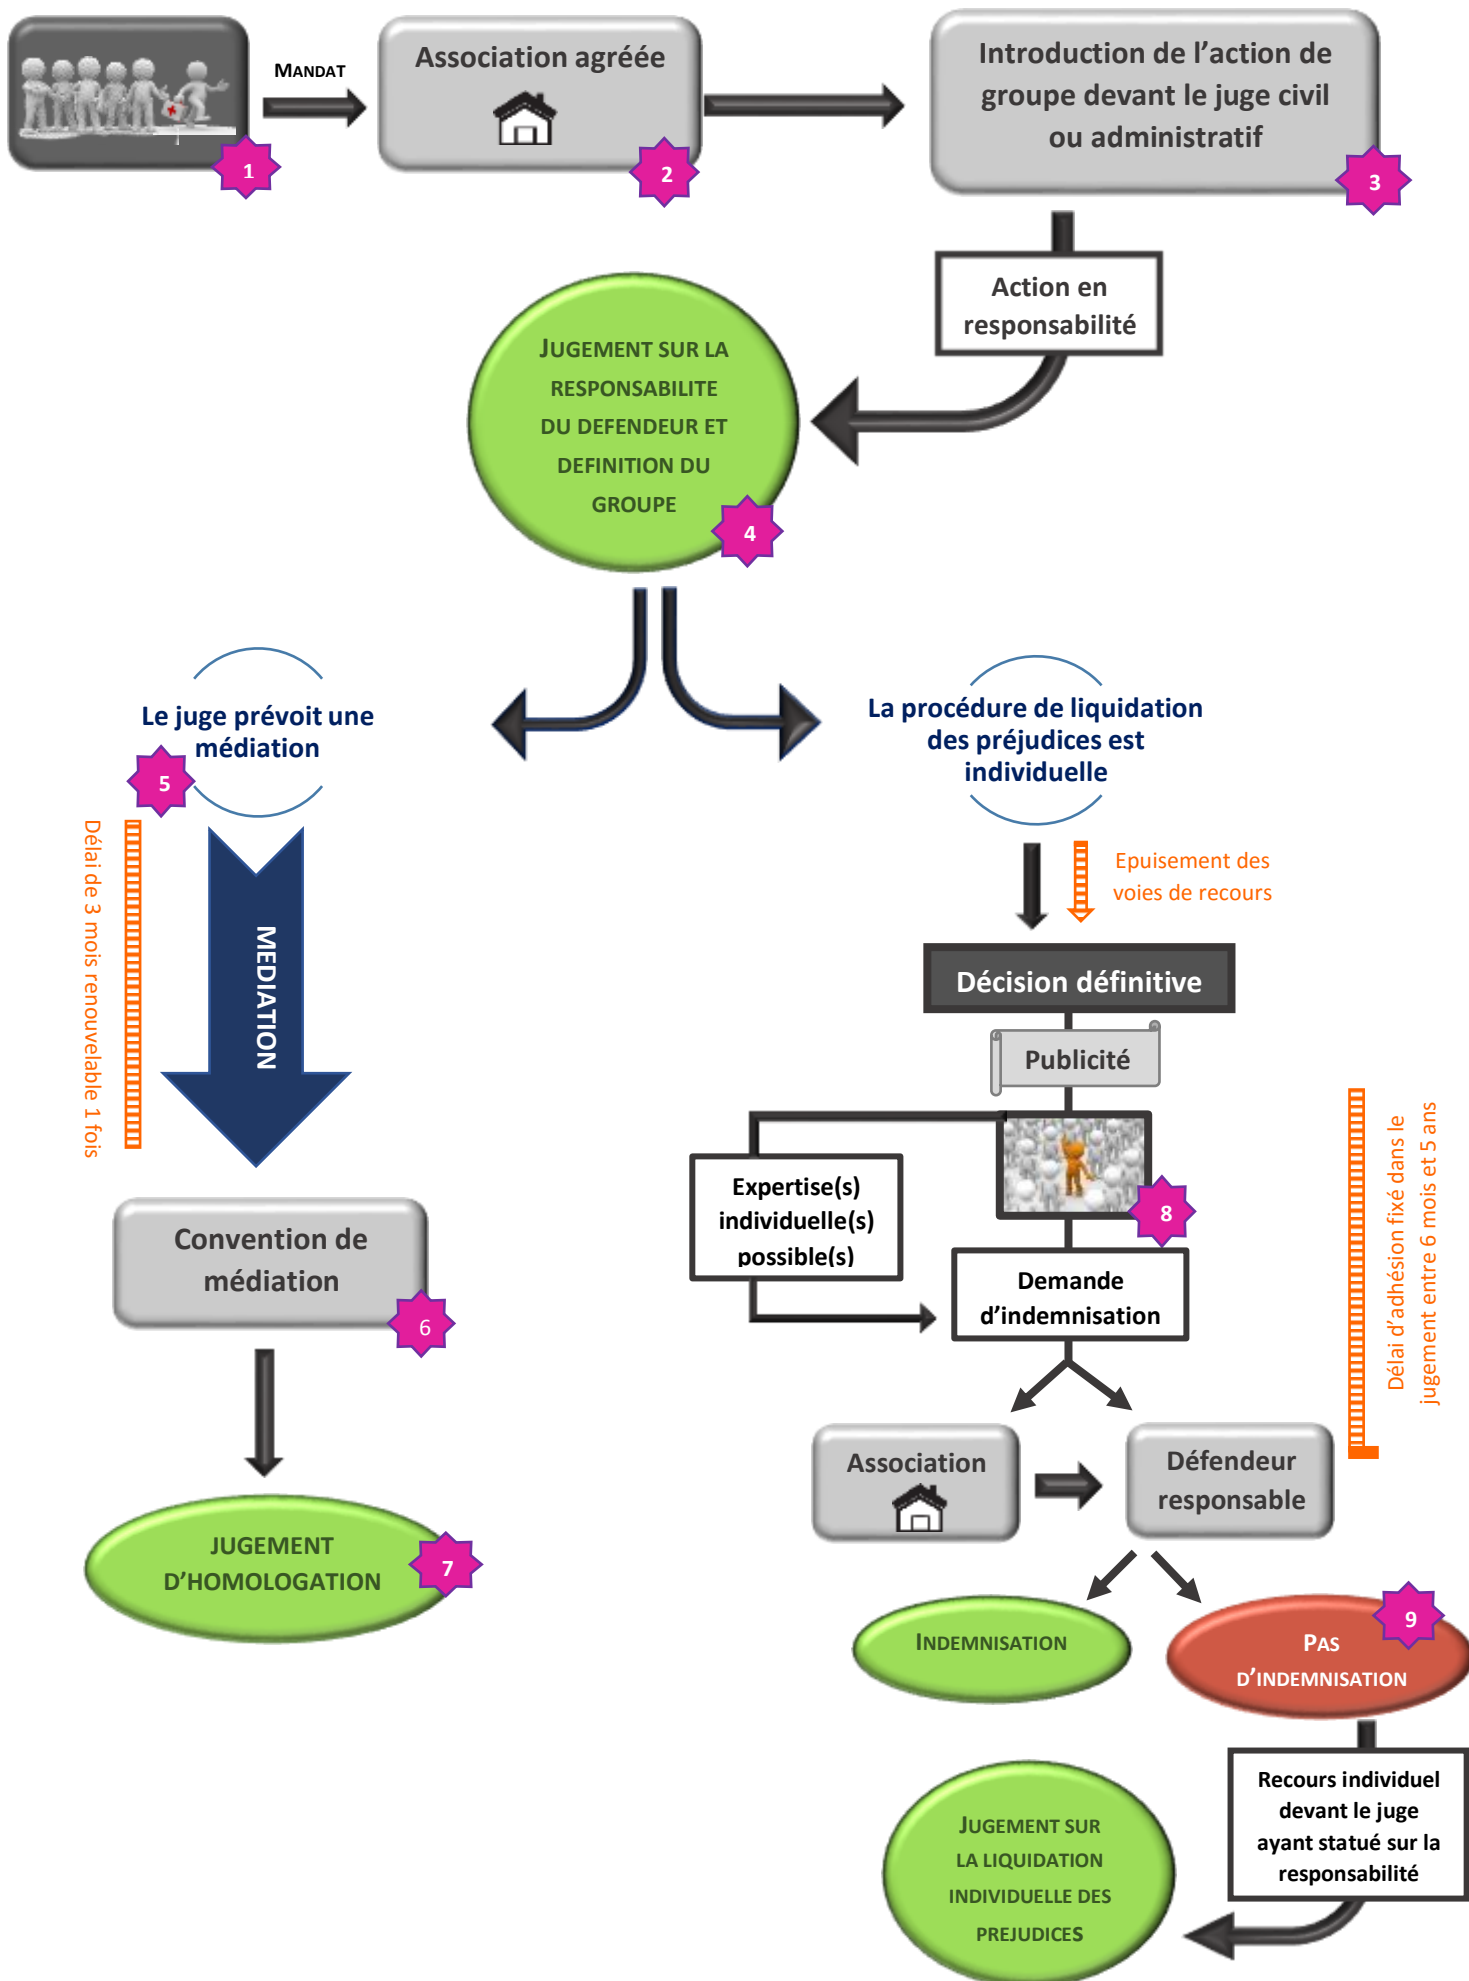 MANDAT
1
Association agréée
2
Introduction de l'action de
groupe devant le juge civil
ou administratif
3
Action en
responsabilité
JUGEMENT SUR LA
RESPONSABILITE
DU DEFENDEUR ET
DEFINITION DU
GROUPE
4
Le juge prévoit une
médiation
5
Délai de 3 mois renouvelable 1 fois
MEDIATION
Convention de
médiation
6
JUGEMENT
D'HOMOLOGATION
7
La procédure de liquidation
des préjudices est
individuelle
Epuisement des
voies de recours
Décision définitive
Publicité
8
Expertise(s)
individuelle(s)
possible(s)
Demande
d'indemnisation
Délai d'adhésion fixé dans le
jugement entre 6 mois et 5 ans
Association
Défendeur
responsable
INDEMNISATION
9
PAS
D'INDEMNISATION
Recours individuel
devant le juge
ayant statué sur la
responsabilité
JUGEMENT SUR
LA LIQUIDATION
INDIVIDUELLE DES
PREJUDICES